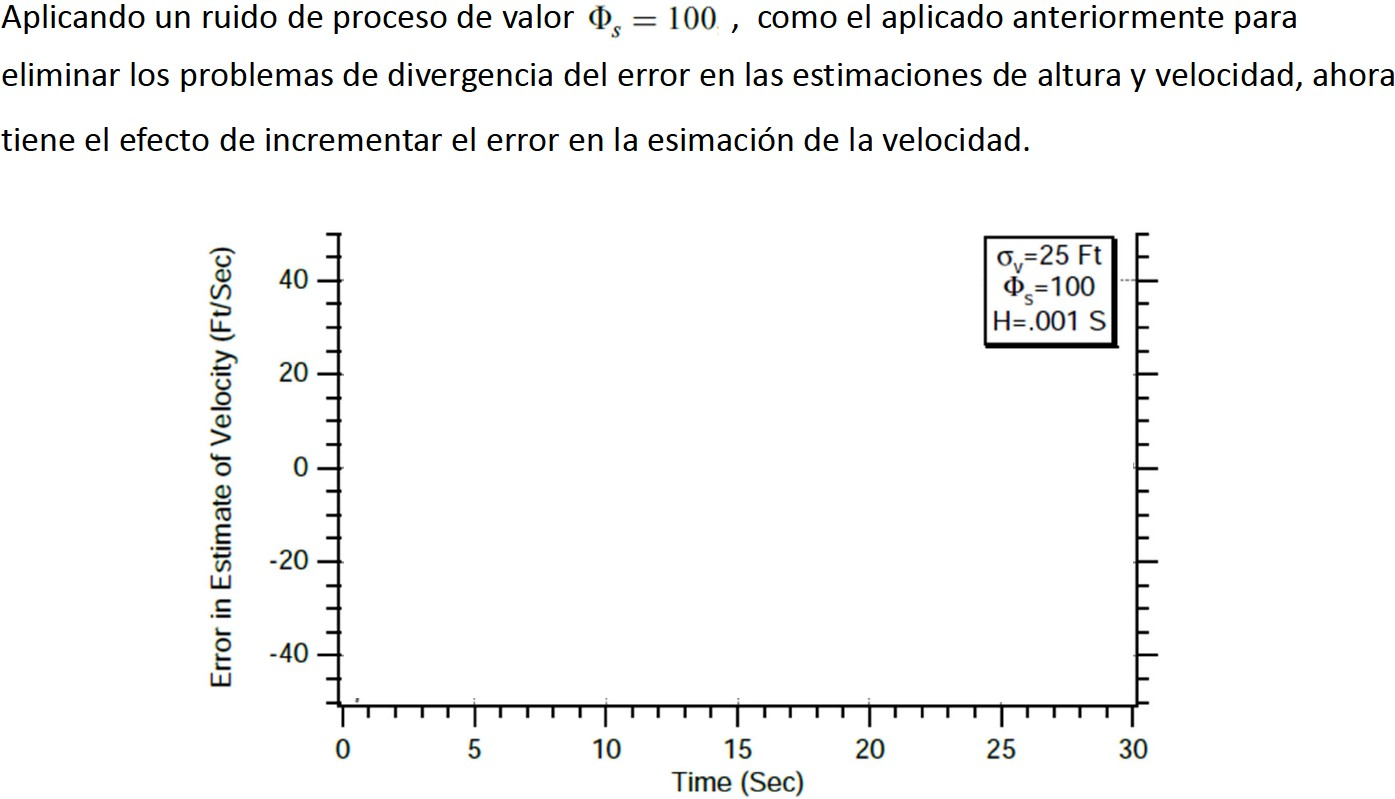 Aplicando un ruido de proceso de valor Φs = 100 , como el aplicado anteriormente para
eliminar los problemas de divergencia del error en las estimaciones de altura y velocidad, ahora
tiene el efecto de incrementar el error en la esimación de la velocidad.
σv=25 Ft
Φs=100
H=.001 S
Error in Estimate of Velocity (Ft/Sec)
40
20
0
-20
-40
0 5 10 15 20 25 30
Time (Sec)